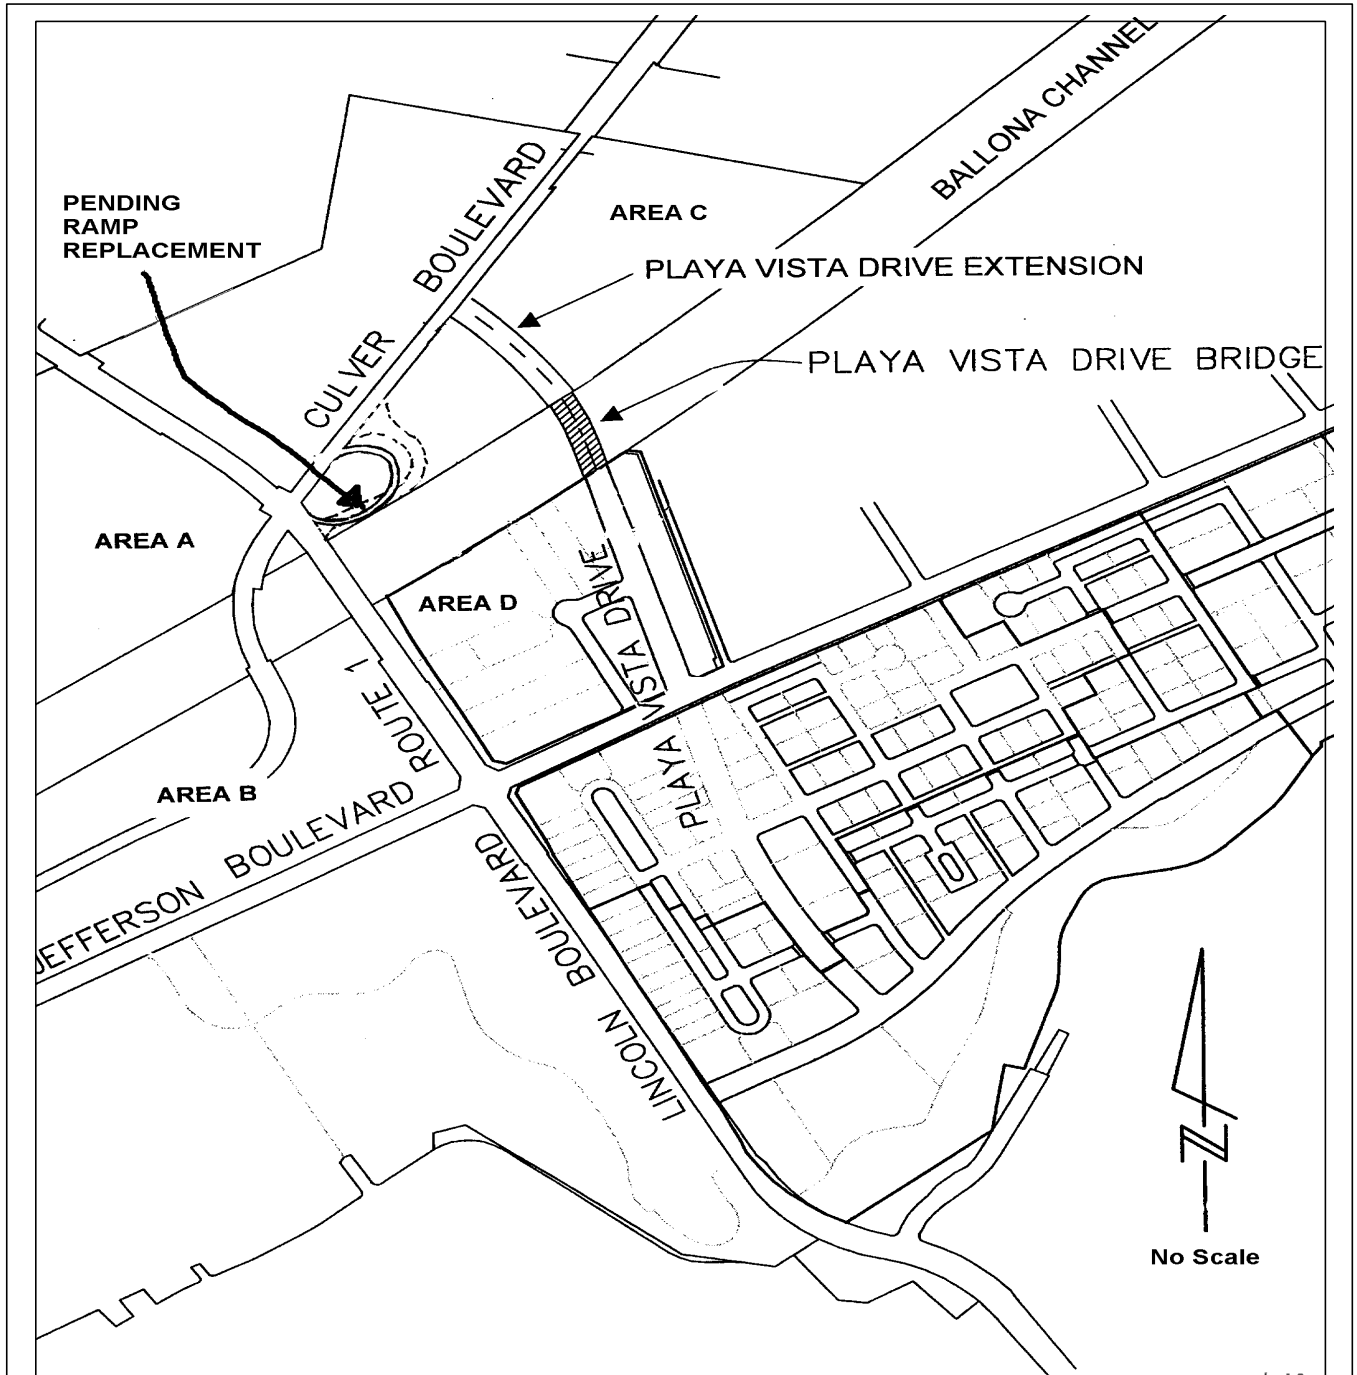 BALLONA CHANNEL
CULVER BOULEVARD
PENDING
RAMP
REPLACEMENT
AREA C
PLAYA VISTA DRIVE EXTENSION
PLAYA VISTA DRIVE BRIDGE
AREA A
AREA D
PLAYA VISTA DRIVE
ROUTE 1
AREA B
JEFFERSON BOULEVARD
LINCOLN BOULEVARD
N
No Scale